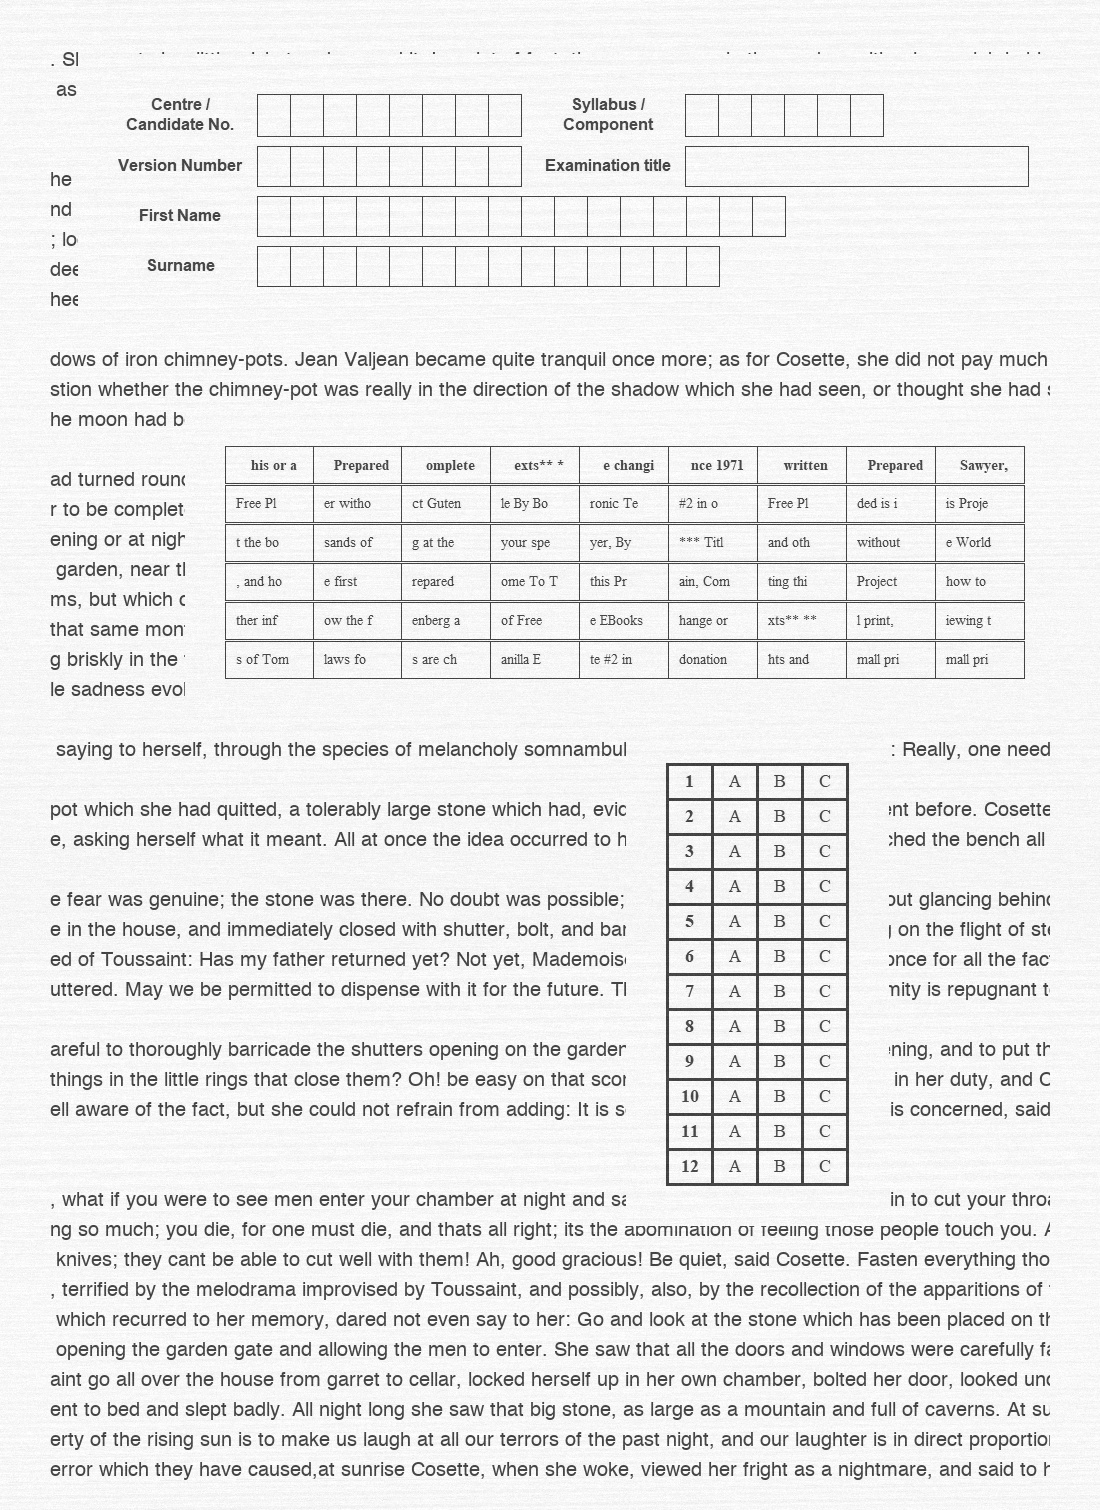 . Sl
as
Centre / Candidate No.
Syllabus / Component
he
Version Number
Examination title
nd
First Name
; lo
dee
Surname
hee
dows of iron chimney-pots. Jean Valjean became quite tranquil once more; as for Cosette, she did not pay much
stion whether the chimney-pot was really in the direction of the shadow which she had seen, or thought she had
he moon had b
his or a Prepared omplete exts** * e changi nce 1971 written Prepared Sawyer,
Free Pl er witho ct Guten le By Bo ronic Te #2 in o Free Pl ded is i is Proje
t the bo sands of g at the your spe yer, By *** Titl and oth without e World
, and ho e first repared ome To T this Pr ain, Com ting thi Project how to
ther inf ow the f enberg a of Free e EBooks hange or xts** ** l print, iewing t
s of Tom laws fo s are ch anilla E te #2 in donation hts and mall pri mall pri
ad turned round
r to be complet
ening or at nigh
garden, near th
ms, but which c
that same mon
g briskly in the
le sadness evol
saying to herself, through the species of melancholy somnambul : Really, one need
pot which she had quitted, a tolerably large stone which had, evid ent before. Cosette
e, asking herself what it meant. All at once the idea occurred to h ched the bench all
e fear was genuine; the stone was there. No doubt was possible; out glancing behind
e in the house, and immediately closed with shutter, bolt, and bar on the flight of ste
ed of Toussaint: Has my father returned yet? Not yet, Mademoise once for all the fac
uttered. May we be permitted to dispense with it for the future. Th mity is repugnant t
areful to thoroughly barricade the shutters opening on the garden ning, and to put th
things in the little rings that close them? Oh! be easy on that scor in her duty, and C
ell aware of the fact, but she could not refrain from adding: It is s is concerned, said
1 A B C
2 A B C
3 A B C
4 A B C
5 A B C
6 A B C
7 A B C
8 A B C
9 A B C
10 A B C
11 A B C
12 A B C
, what if you were to see men enter your chamber at night and sa in to cut your throa
ng so much; you die, for one must die, and thats all right; its the abomination of feeling those people touch you. A
knives; they cant be able to cut well with them! Ah, good gracious! Be quiet, said Cosette. Fasten everything tho
, terrified by the melodrama improvised by Toussaint, and possibly, also, by the recollection of the apparitions of
which recurred to her memory, dared not even say to her: Go and look at the stone which has been placed on th
opening the garden gate and allowing the men to enter. She saw that all the doors and windows were carefully fa
aint go all over the house from garret to cellar, locked herself up in her own chamber, bolted her door, looked und
ent to bed and slept badly. All night long she saw that big stone, as large as a mountain and full of caverns. At su
erty of the rising sun is to make us laugh at all our terrors of the past night, and our laughter is in direct proportion
error which they have caused,at sunrise Cosette, when she woke, viewed her fright as a nightmare, and said to h